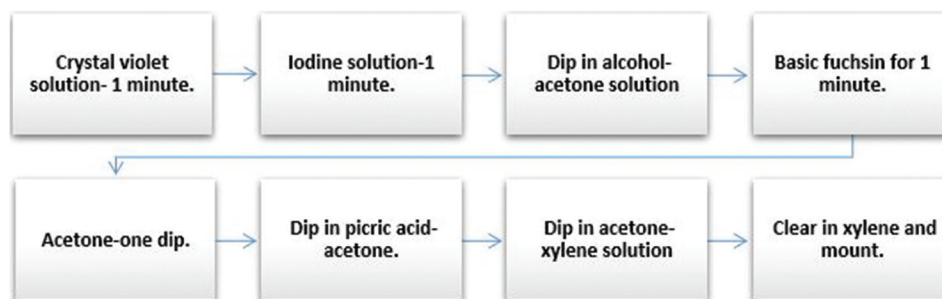 Crystal violet
solution- 1 minute.
Iodine solution-1
minute.
Dip in alcohol-
acetone solution
Basic fuchsin for 1
minute.
Acetone-one dip.
Dip in picric acid-
acetone.
Dip in acetone-
xylene solution
Clear in xylene and
mount.